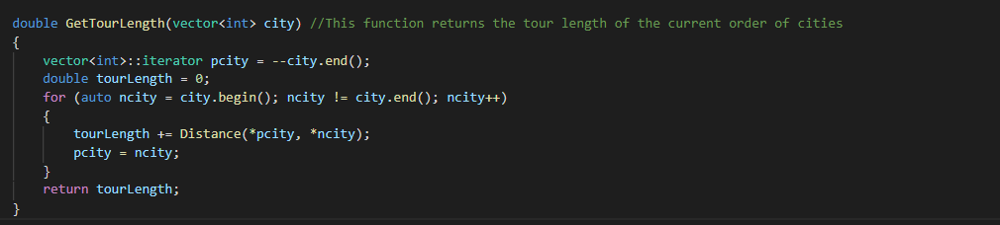 double GetTourLength(vector<int> city) //This function returns the tour length of the current order of cities
{
    vector<int>::iterator pcity = --city.end();
    double tourLength = 0;
    for (auto ncity = city.begin(); ncity != city.end(); ncity++)
    {
        tourLength += Distance(*pcity, *ncity);
        pcity = ncity;
    }
    return tourLength;
}